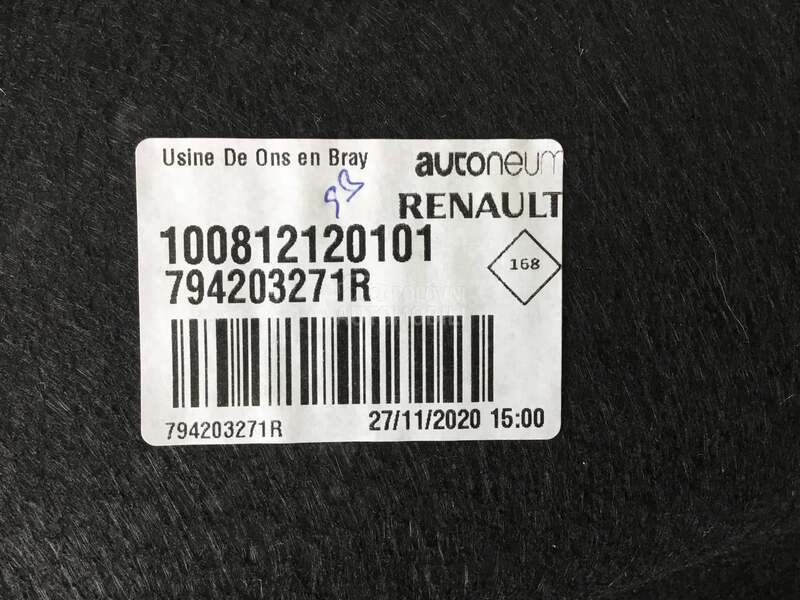 Usine De Ons en Bray
autoneum
RENAULT
100812120101
168
794203271R
794203271R
27/11/2020 15:00